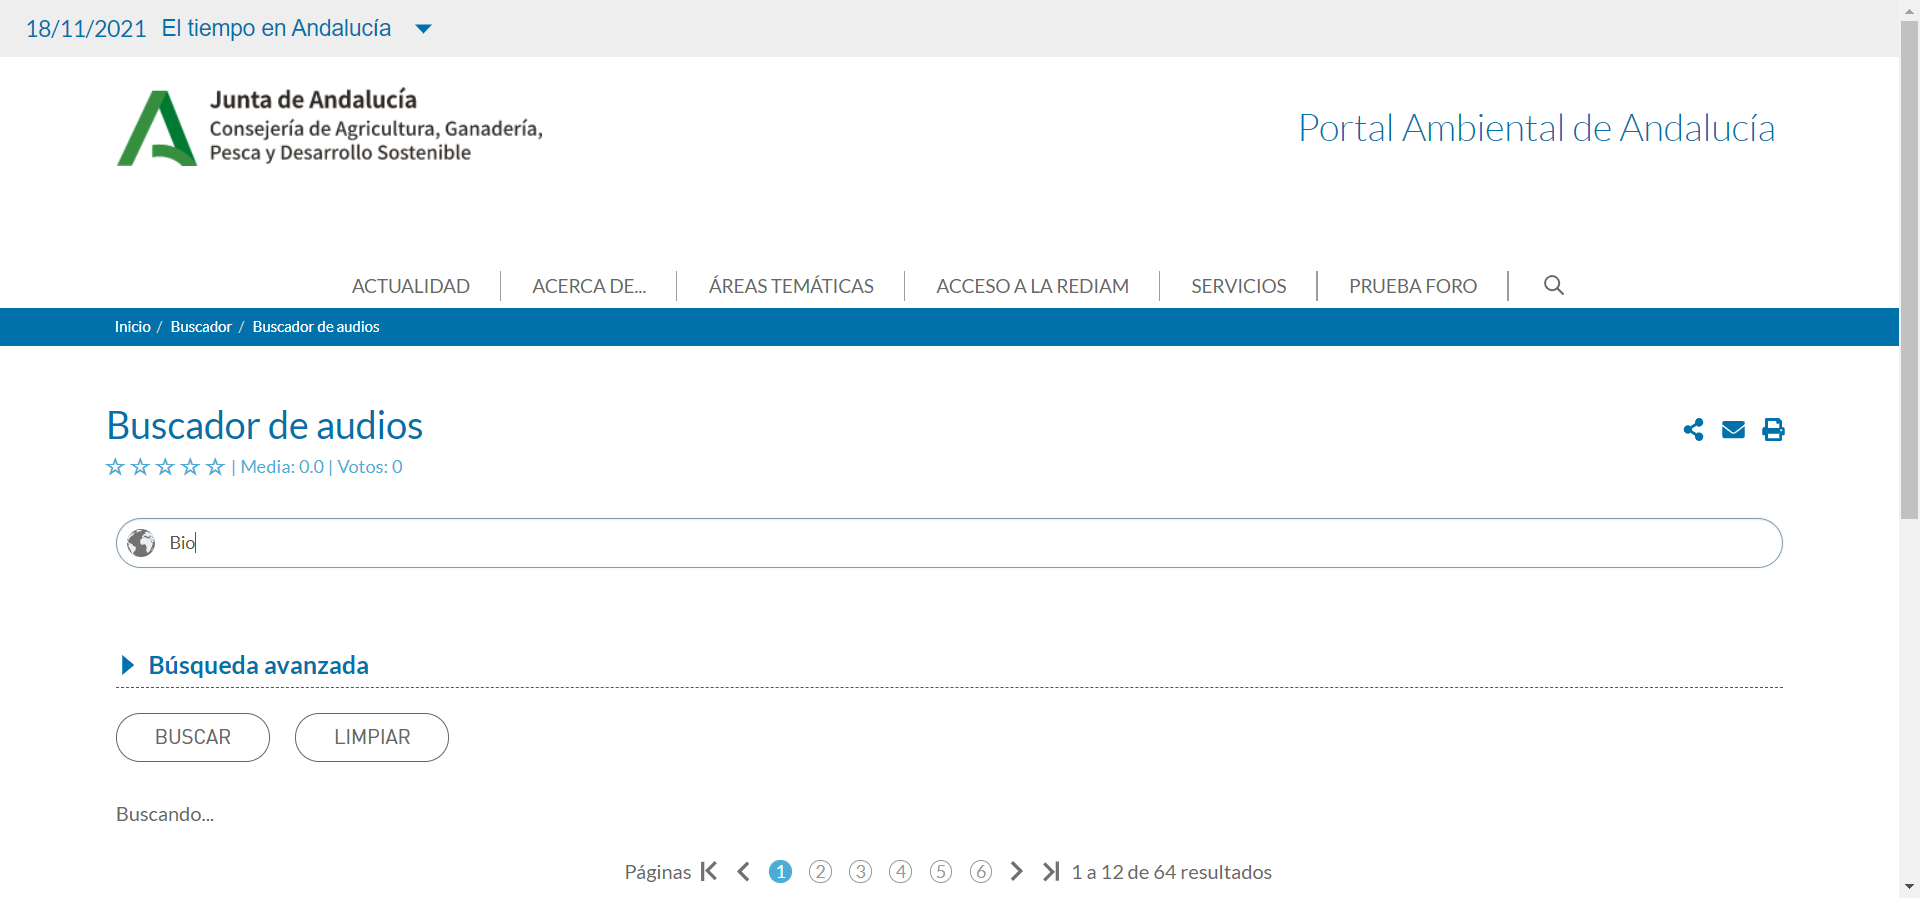 18/11/2021 El tiempo en Andalucía
Junta de Andalucía
Consejería de Agricultura, Ganadería,
Pesca y Desarrollo Sostenible
Portal Ambiental de Andalucía
ACTUALIDAD ACERCA DE... ÁREAS TEMÁTICAS ACCESO A LA REDIAM SERVICIOS PRUEBA FORO
Inicio / Buscador / Buscador de audios
Buscador de audios
| Media: 0.0 | Votos: 0
Bio
Búsqueda avanzada
BUSCAR LIMPIAR
Buscando...
Páginas 1 2 3 4 5 6 1 a 12 de 64 resultados